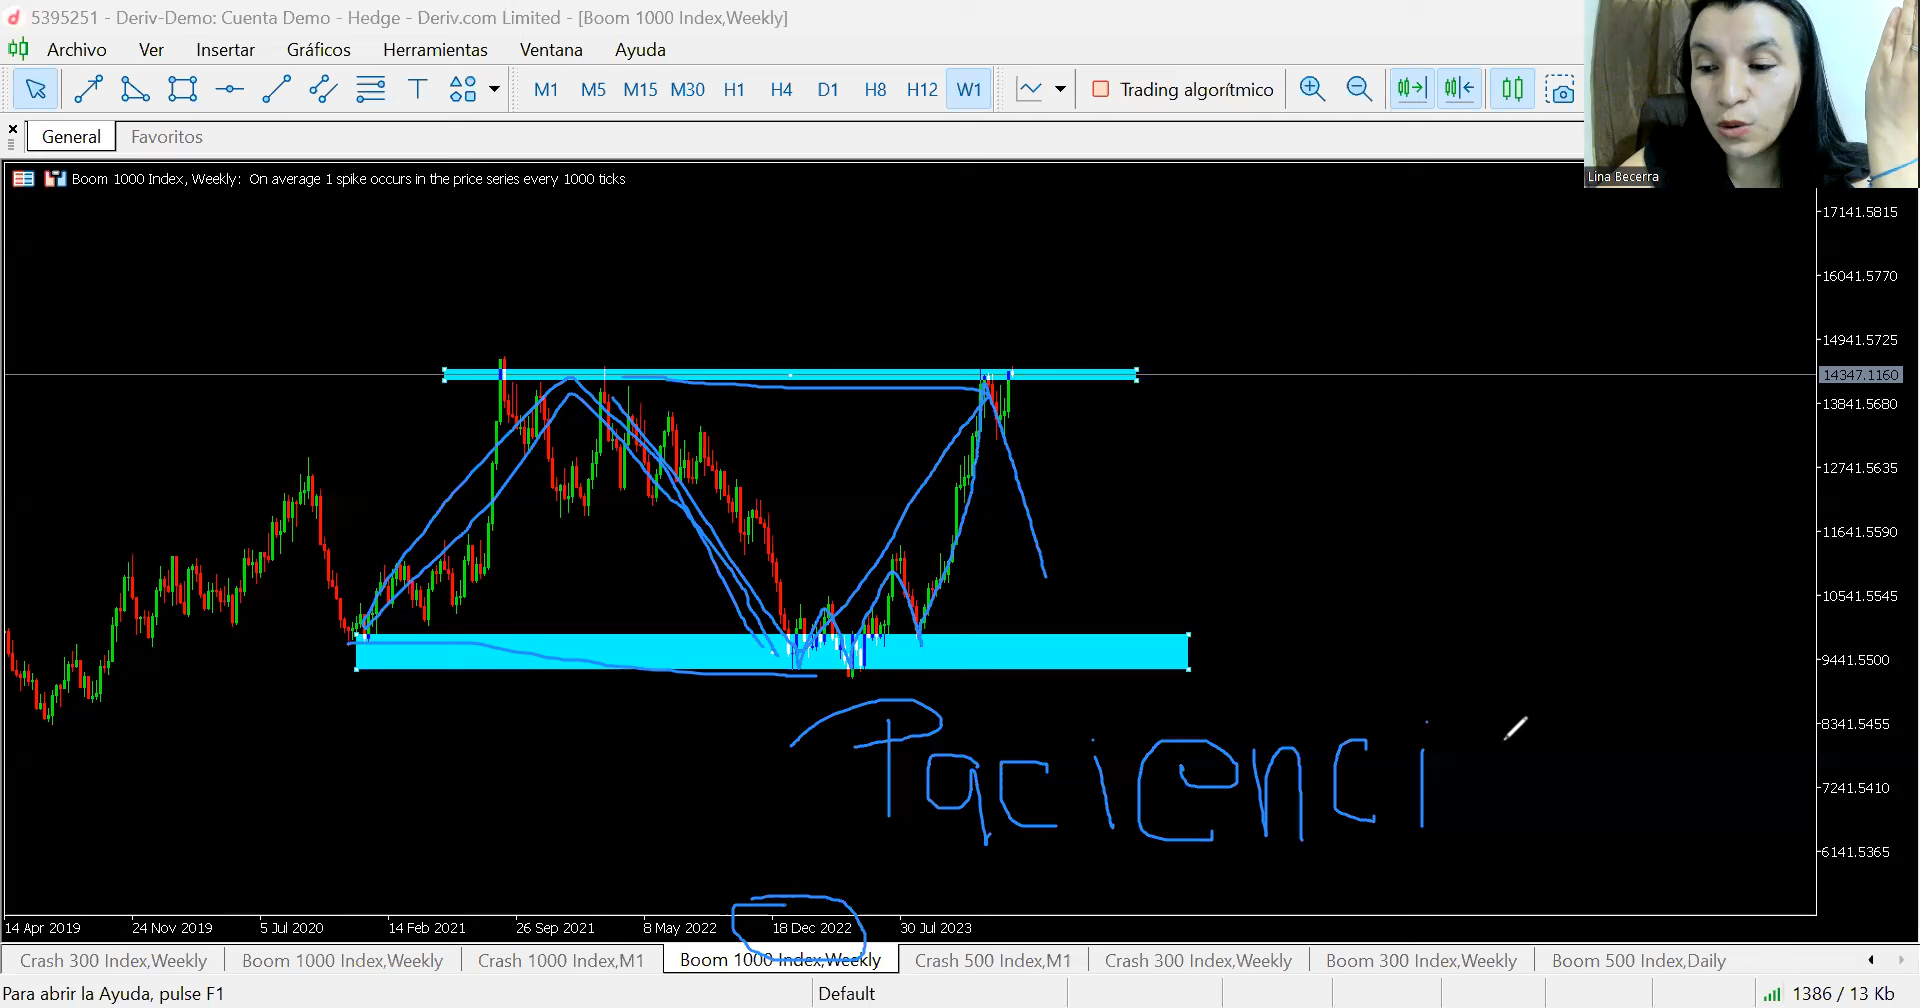 5395251 - Deriv-Demo: Cuenta Demo - Hedge - Deriv.com Limited - [Boom 1000 Index,Weekly]
Archivo Ver Insertar Gráficos Herramientas Ventana Ayuda
T M1 M5 M15 M30 H1 H4 D1 H8 H12 W1 Trading algorítmico
General Favoritos
Lina Becerra
Boom 1000 Index, Weekly: On average 1 spike occurs in the price series every 1000 ticks
17141.5815
16041.5770
14941.5725
14347.1160
13841.5680
12741.5635
11641.5590
10541.5545
9441.5500
8341.5455
7241.5410
6141.5365
Pacienci
14 Apr 2019 24 Nov 2019 5 Jul 2020 14 Feb 2021 26 Sep 2021 8 May 2022 18 Dec 2022 30 Jul 2023
Crash 300 Index,Weekly Boom 1000 Index,Weekly Crash 1000 Index,M1 Boom 1000 Index,Weekly Crash 500 Index,M1 Crash 300 Index,Weekly Boom 300 Index,Weekly Boom 500 Index,Daily
Para abrir la Ayuda, pulse F1 Default 1386 / 13 Kb